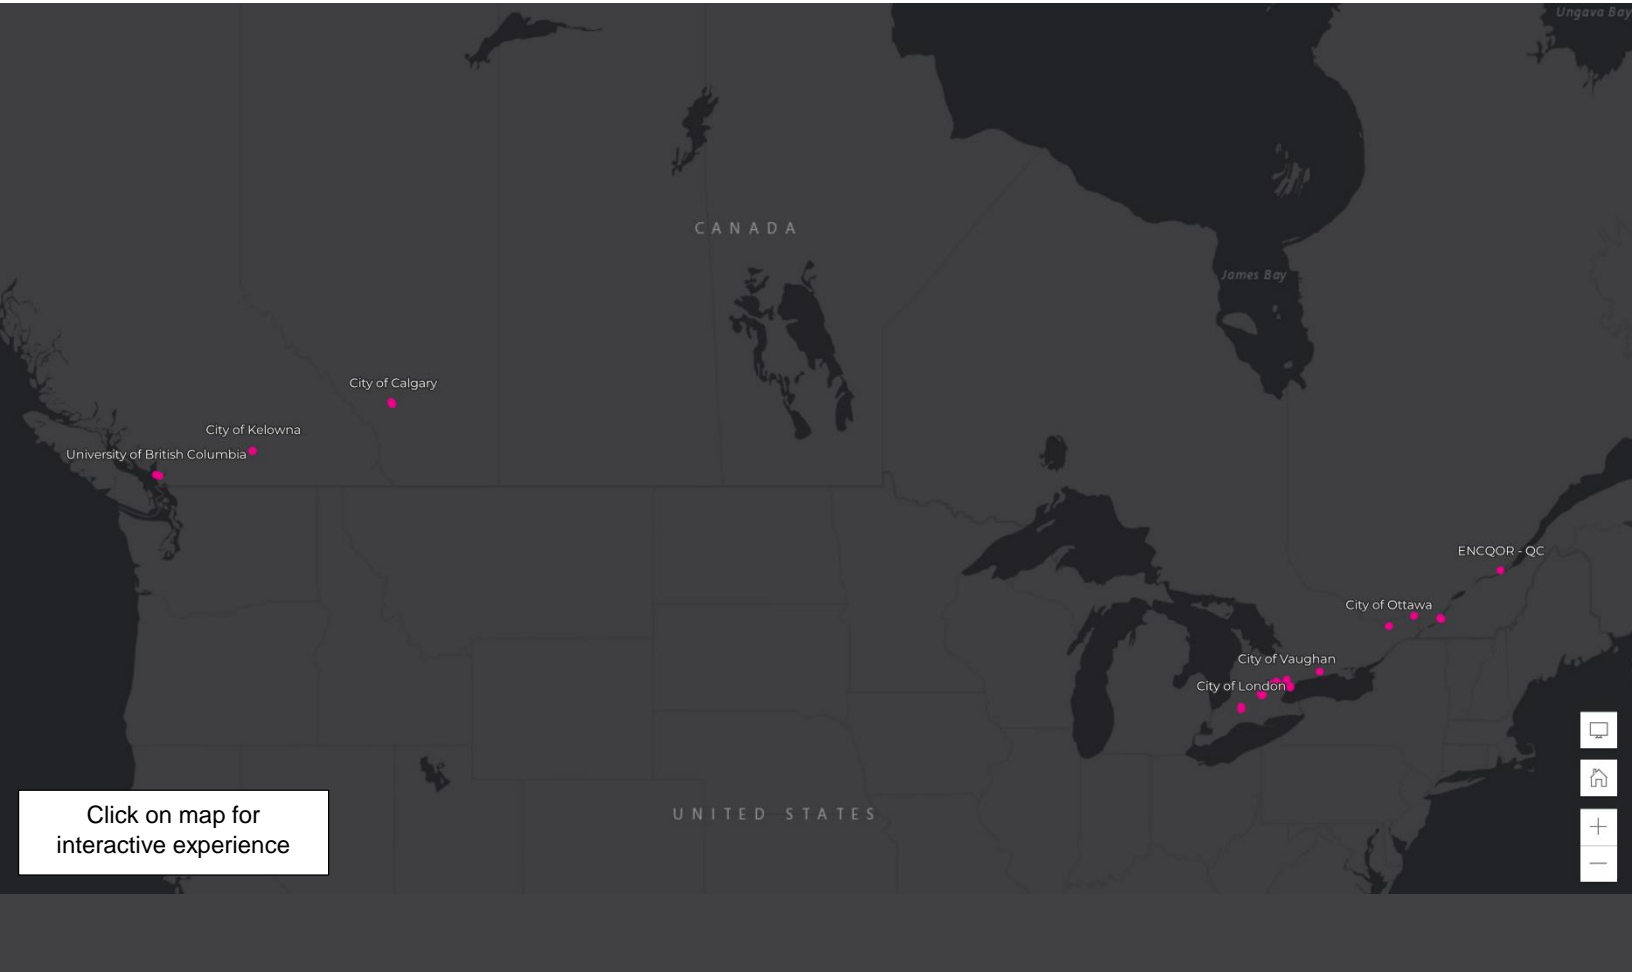 Ungava Bay
CANADA
James Bay
City of Calgary
City of Kelowna
University of British Columbia
ENCQOR - QC
City of Ottawa
City of Vaughan
City of London
UNITED STATES
Click on map for
interactive experience